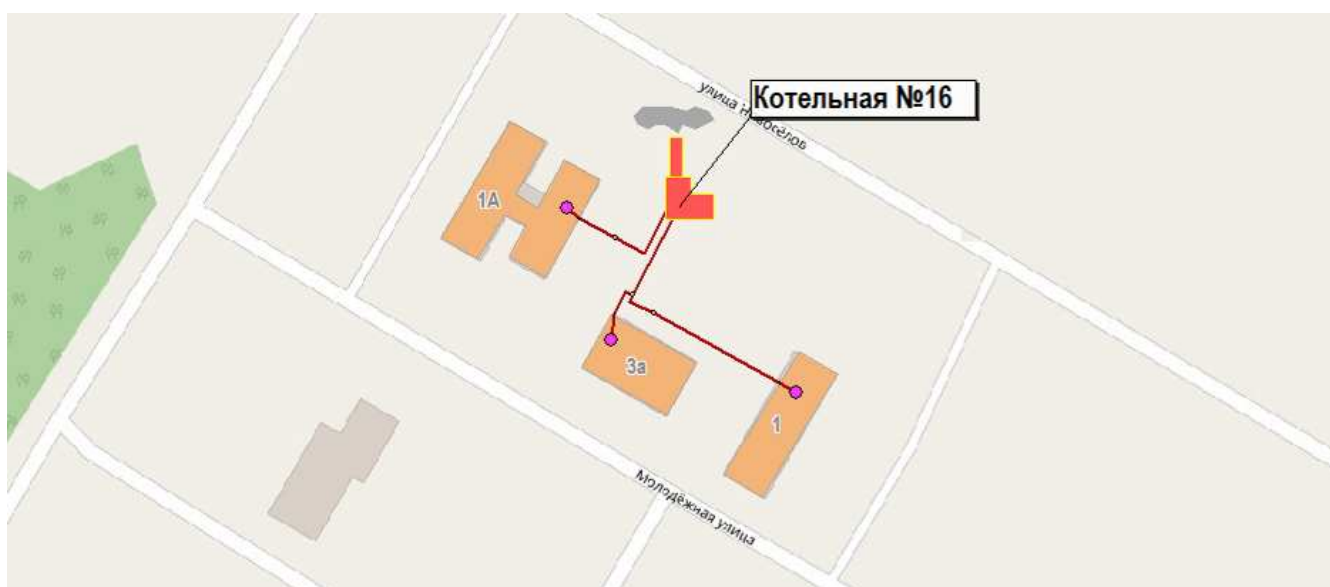 Котельная №16
улица Новосёлов
1А
3а
1
Молодёжная улица